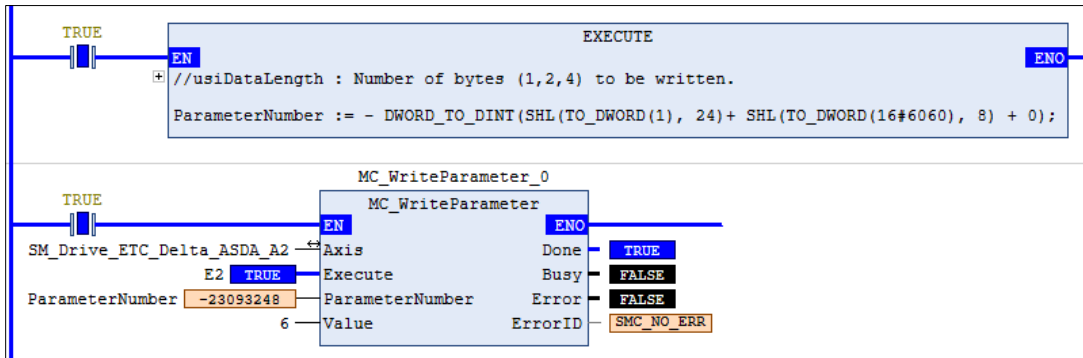 TRUE
EXECUTE
EN ENO
//usiDataLength : Number of bytes (1,2,4) to be written.
ParameterNumber := - DWORD_TO_DINT(SHL(TO_DWORD(1), 24)+ SHL(TO_DWORD(16#6060), 8) + 0);
MC_WriteParameter_0
TRUE
MC_WriteParameter
EN ENO
SM_Drive_ETC_Delta_ASDA_A2 Axis Done TRUE
E2 TRUE Execute Busy FALSE
ParameterNumber -23093248 ParameterNumber Error FALSE
6 Value ErrorID SMC_NO_ERR